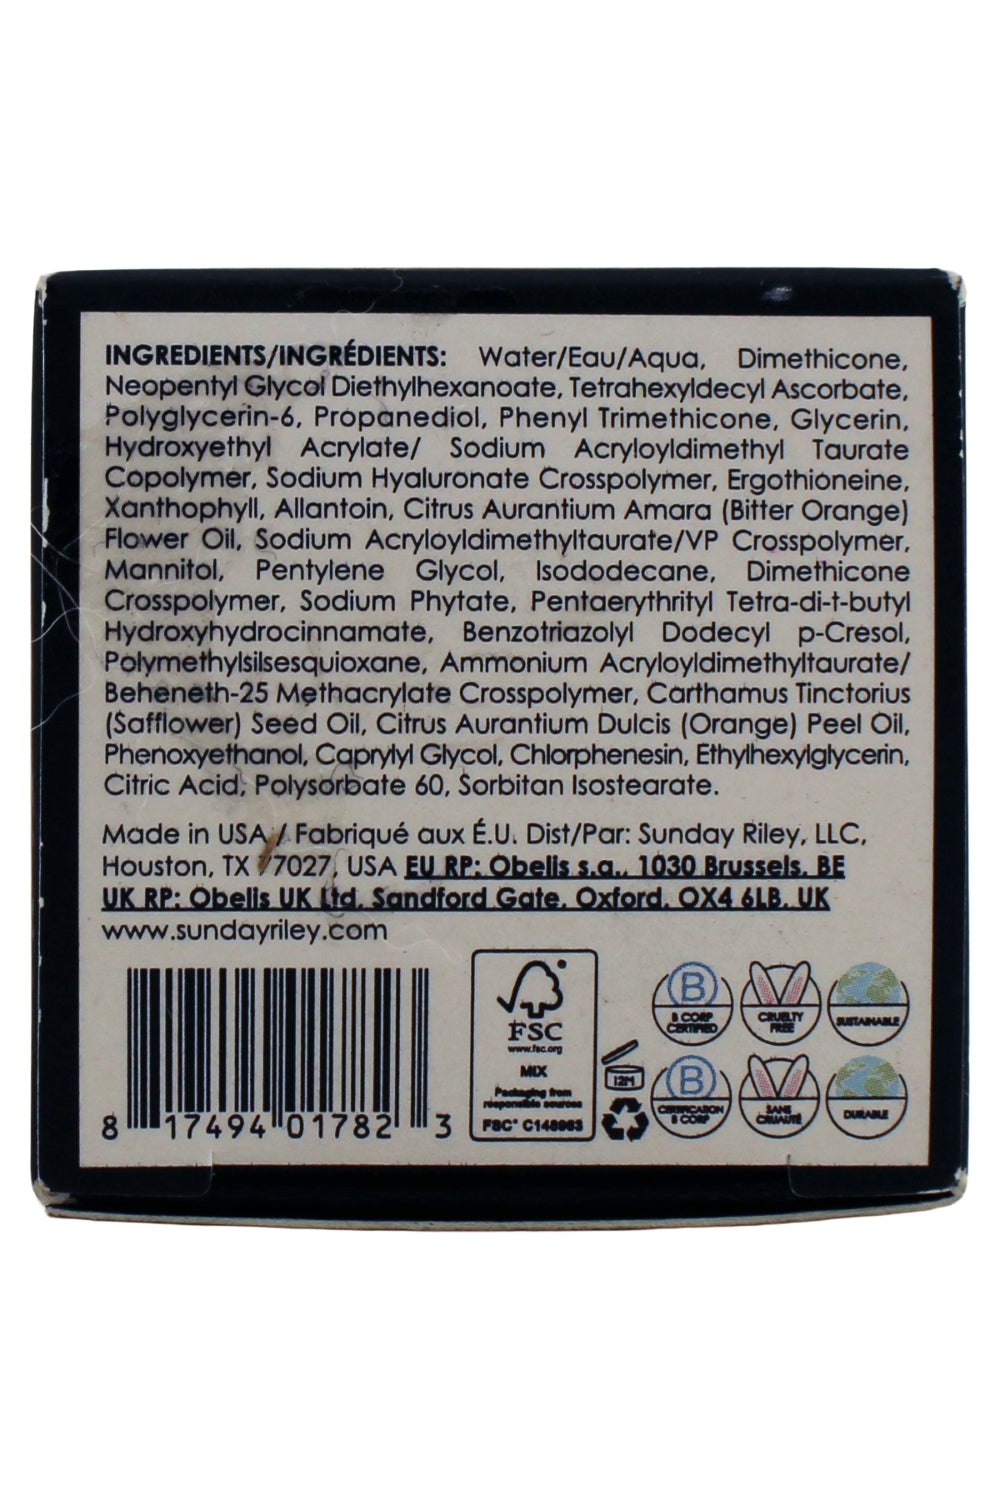 INGREDIENTS/INGRÉDIENTS: Water/Eau/Aqua, Dimethicone,
Neopentyl Glycol Diethylhexanoate, Tetrahexyldecyl Ascorbate,
Polyglycerin-6, Propanediol, Phenyl Trimethicone, Glycerin,
Hydroxyethyl Acrylate/ Sodium Acryloyldimethyl Taurate
Copolymer, Sodium Hyaluronate Crosspolymer, Ergothioneine,
Xanthophyll, Allantoin, Citrus Aurantium Amara (Bitter Orange)
Flower Oil, Sodium Acryloyldimethyltaurate/VP Crosspolymer,
Mannitol, Pentylene Glycol, Isododecane, Dimethicone
Crosspolymer, Sodium Phytate, Pentaerythrityl Tetra-di-t-butyl
Hydroxyhydrocinnamate, Benzotriazolyl Dodecyl p-Cresol,
Polymethylsilsesquioxane, Ammonium Acryloyldimethyltaurate/
Beheneth-25 Methacrylate Crosspolymer, Carthamus Tinctorius
(Safflower) Seed Oil, Citrus Aurantium Dulcis (Orange) Peel Oil,
Phenoxyethanol, Caprylyl Glycol, Chlorphenesin, Ethylhexylglycerin,
Citric Acid, Polysorbate 60, Sorbitan Isostearate.
Made in USA / Fabriqué aux É.U. Dist/Par: Sunday Riley, LLC,
Houston, TX 77027, USA EU RP: Obelis s.a., 1030 Brussels, BE
UK RP: Obelis UK Ltd, Sandford Gate, Oxford, OX4 6LB, UK
www.sundayriley.com
8 17494 01782 3
FSC
www.fsc.org
MIX
Packaging from
responsible sources
FSC® C148963
12M
B
B CORP
CERTIFIED
CRUELTY
FREE
SUSTAINABLE
B
CERTIFICATION
B CORP
SANS
CRUAUTÉ
DURABLE